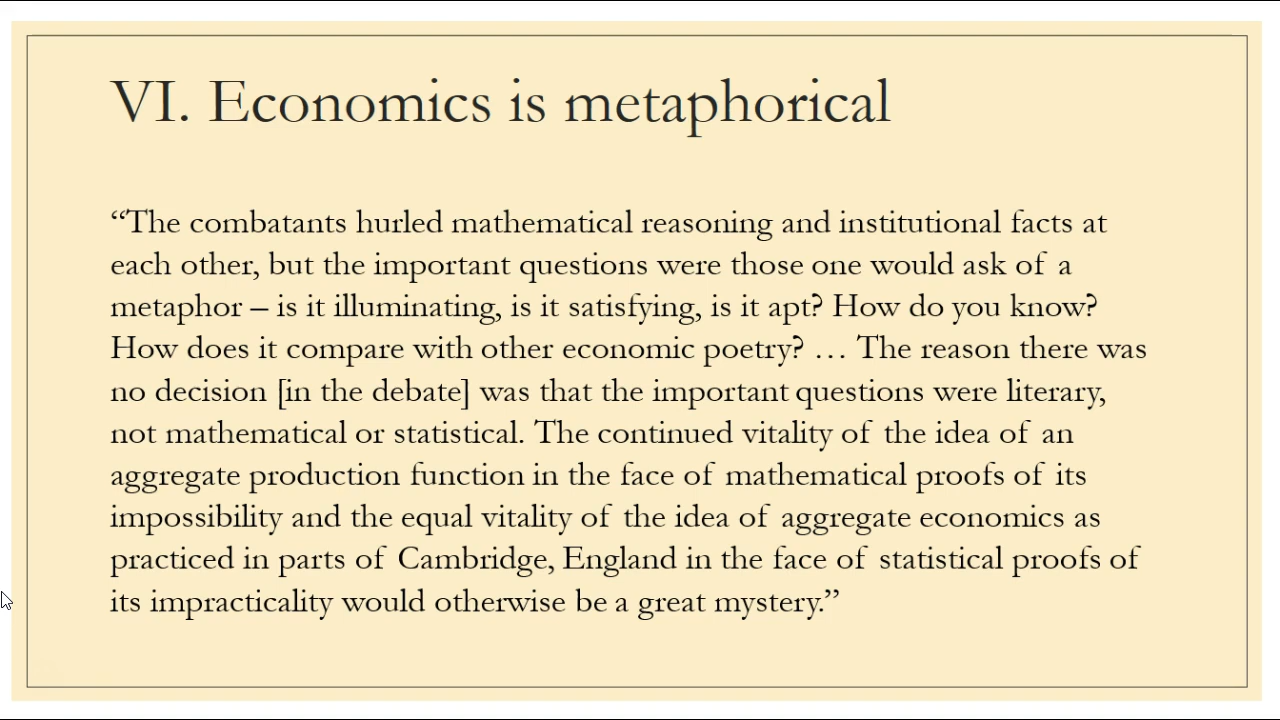 VI. Economics is metaphorical
“The combatants hurled mathematical reasoning and institutional facts at
each other, but the important questions were those one would ask of a
metaphor – is it illuminating, is it satisfying, is it apt? How do you know?
How does it compare with other economic poetry? … The reason there was
no decision [in the debate] was that the important questions were literary,
not mathematical or statistical. The continued vitality of the idea of an
aggregate production function in the face of mathematical proofs of its
impossibility and the equal vitality of the idea of aggregate economics as
practiced in parts of Cambridge, England in the face of statistical proofs of
its impracticality would otherwise be a great mystery.”